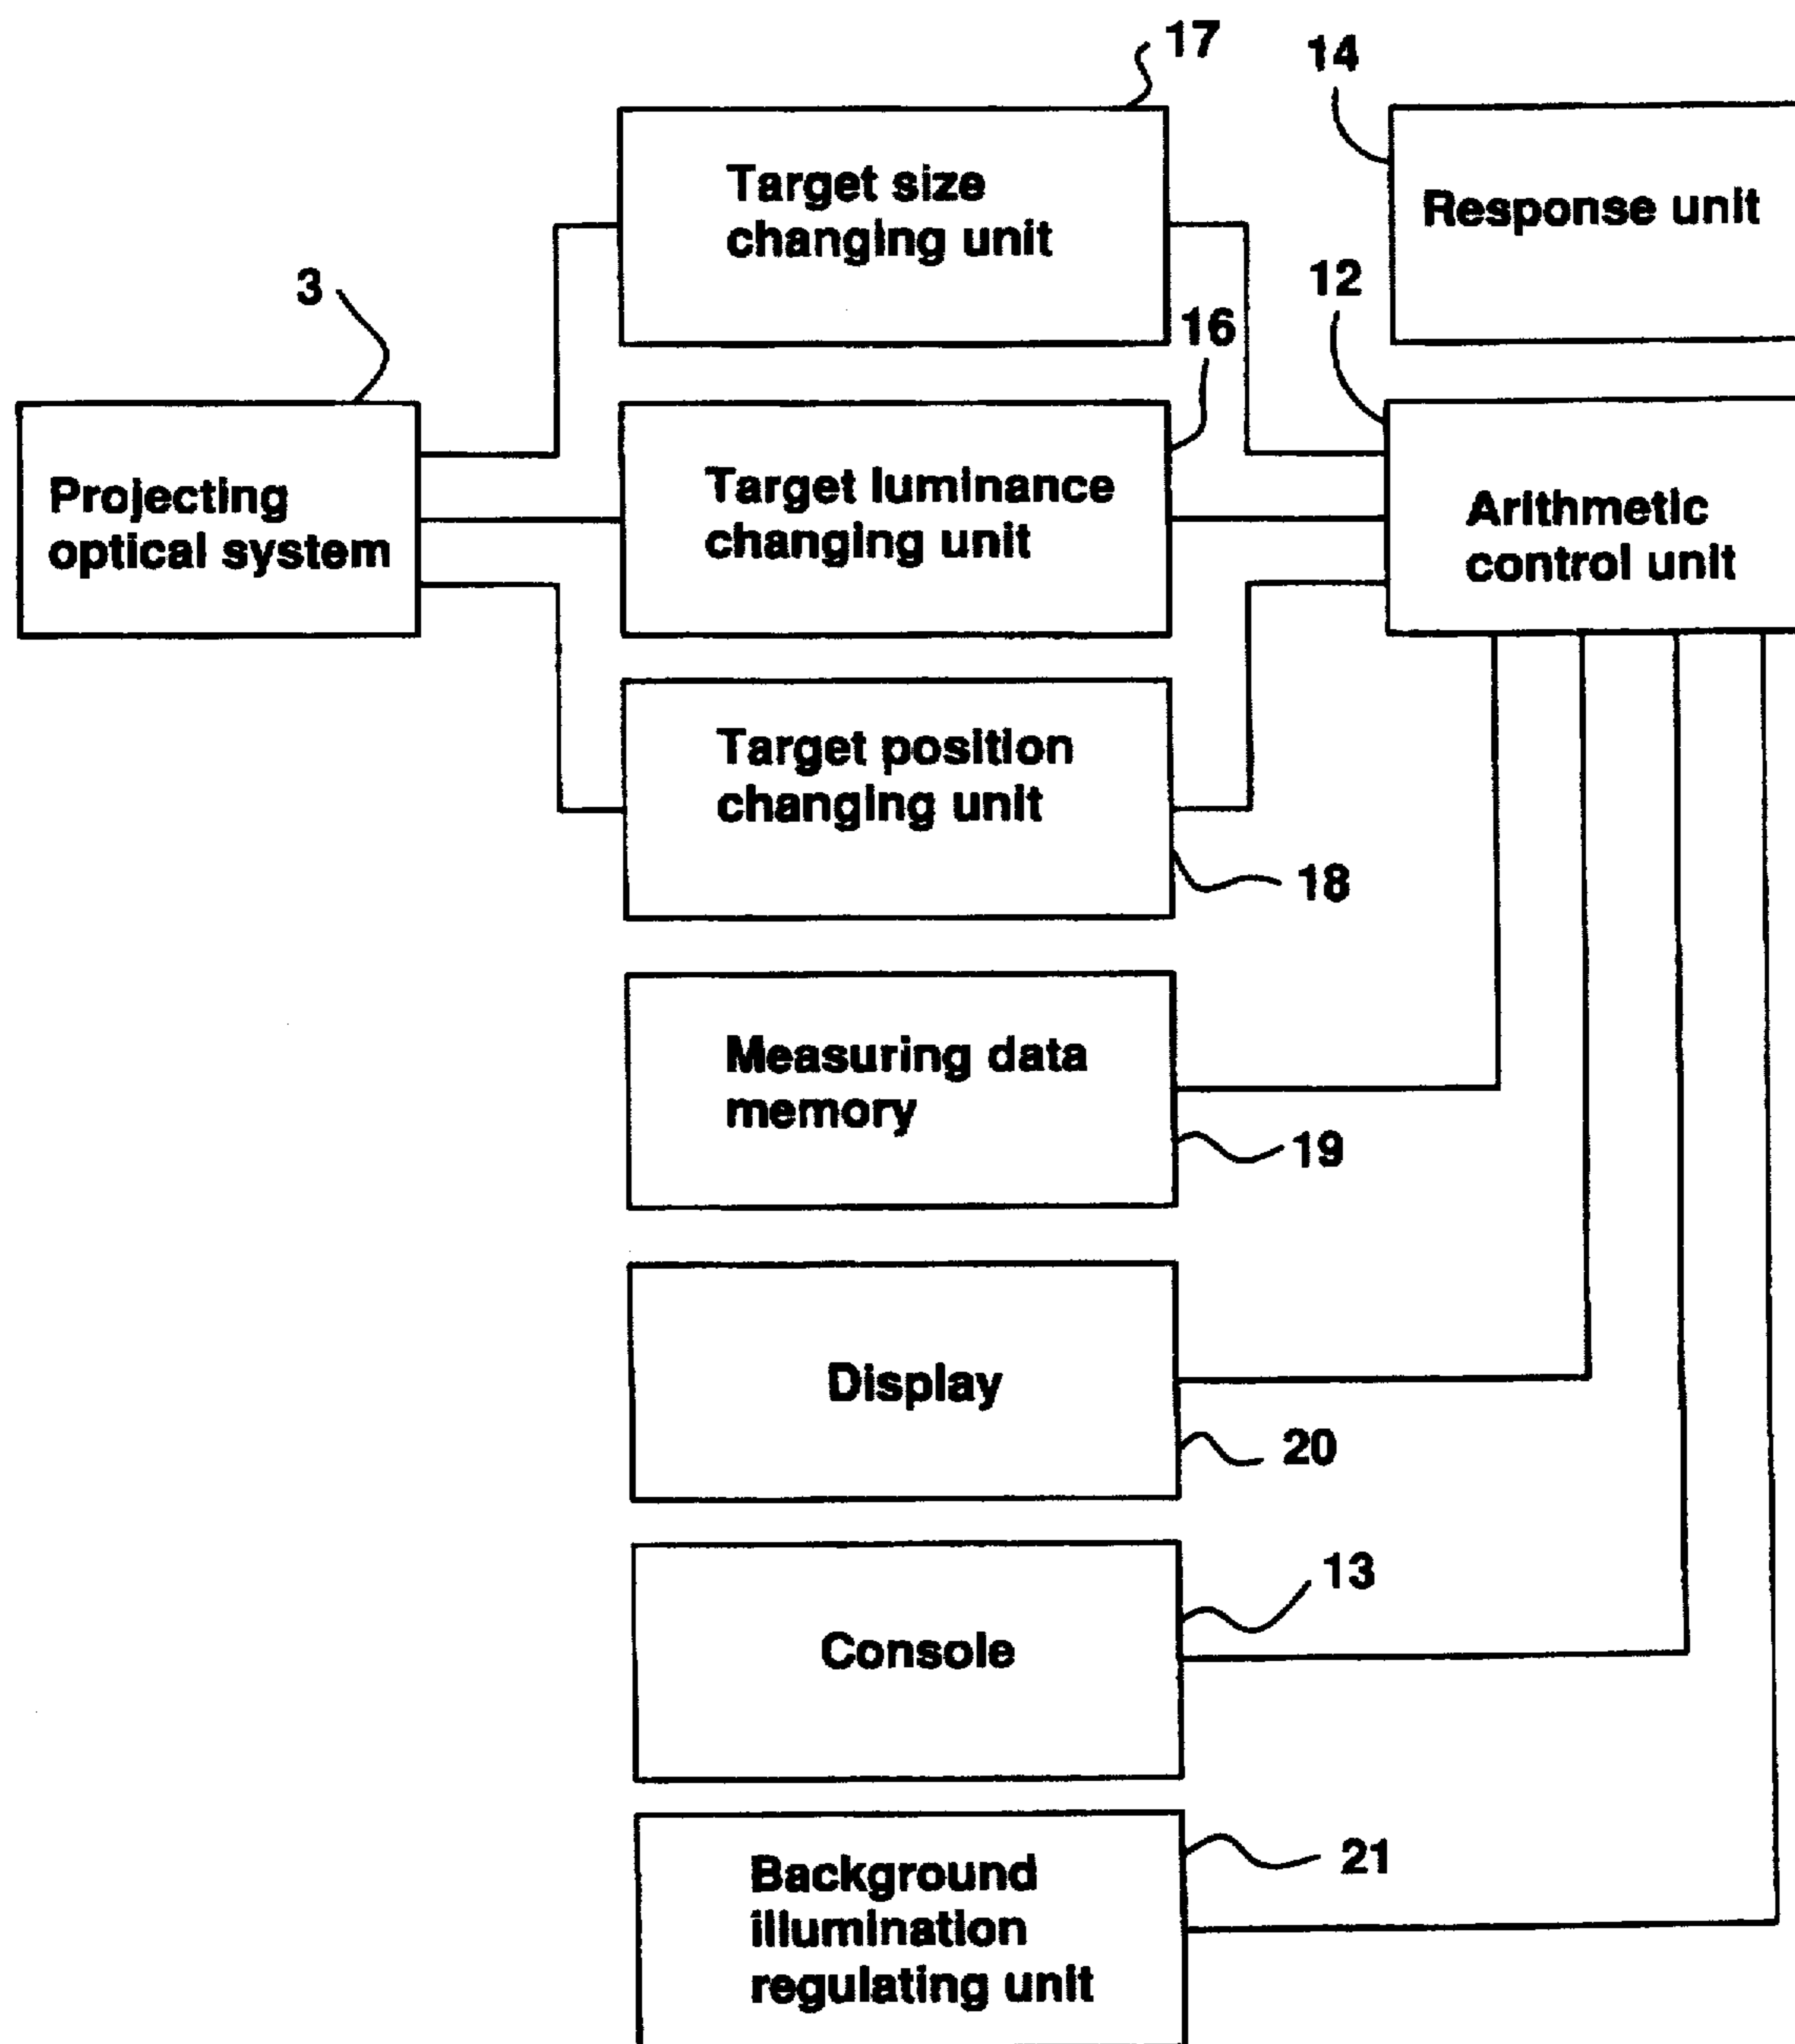 17
14
Target size
changing unit
Response unit
3
12
16
Projecting
optical system
Target luminance
changing unit
Arithmetic
control unit
Target position
changing unit
18
Measuring data
memory
19
Display
20
13
Console
21
Background
illumination
regulating unit